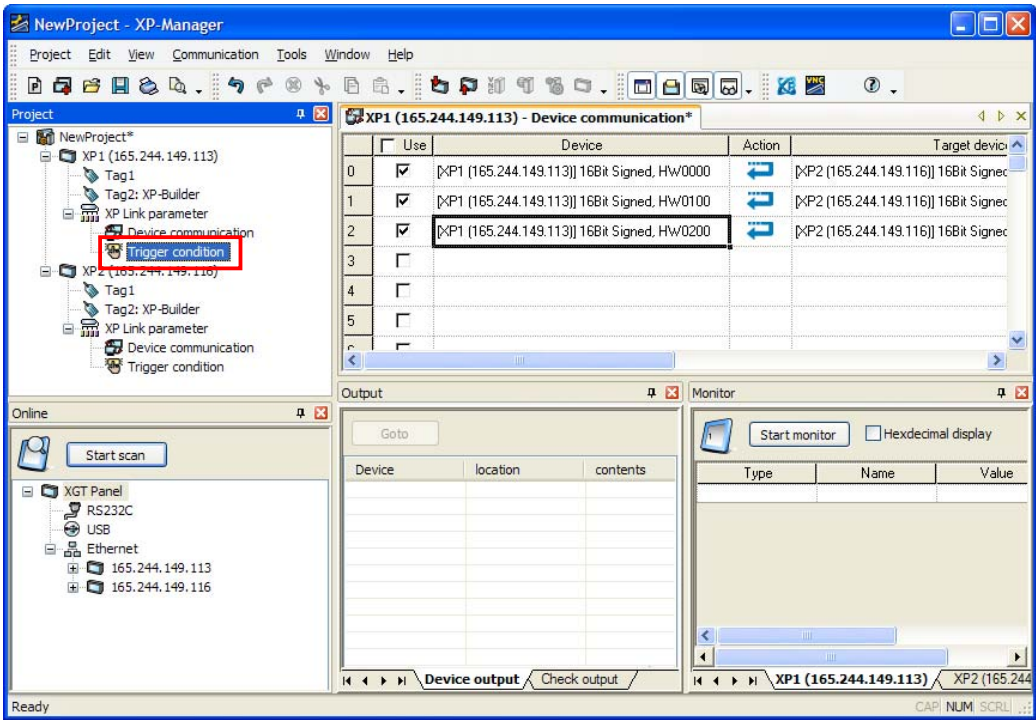 NewProject - XP-Manager
Project Edit View Communication Tools Window Help
Project
NewProject*
XP1 (165.244.149.113)
Tag1
Tag2: XP-Builder
XP Link parameter
Device communication
Trigger condition
XP2 (165.244.149.116)
Tag1
Tag2: XP-Builder
XP Link parameter
Device communication
Trigger condition
XP1 (165.244.149.113) - Device communication*
Use Device Action Target devic
0 [XP1 (165.244.149.113)] 16Bit Signed, HW0000 [XP2 (165.244.149.116)] 16Bit Signed
1 [XP1 (165.244.149.113)] 16Bit Signed, HW0100 [XP2 (165.244.149.116)] 16Bit Signed
2 [XP1 (165.244.149.113)] 16Bit Signed, HW0200 [XP2 (165.244.149.116)] 16Bit Signed
3
4
5
Online
Start scan
XGT Panel
RS232C
USB
Ethernet
165.244.149.113
165.244.149.116
Output
Goto
Device location contents
Device output Check output
Monitor
Start monitor Hexdecimal display
Type Name Value
XP1 (165.244.149.113) XP2 (165.244
Ready CAP NUM SCRL